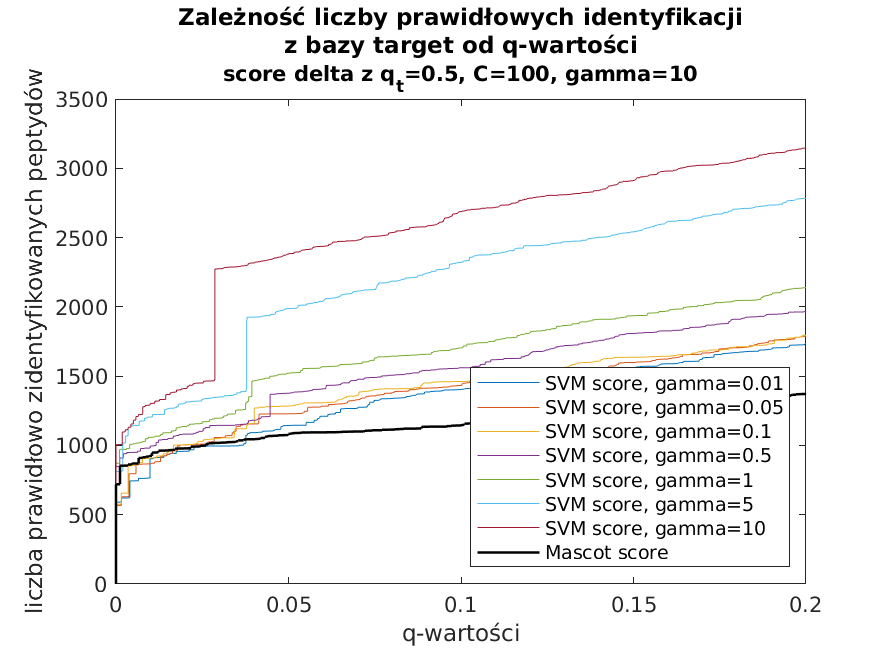 Zależność liczby prawidłowych identyfikacji
z bazy target od q-wartości
score delta z qt=0.5, C=100, gamma=10
liczba prawidłowo zidentyfikowanych peptydów
3500
3000
2500
2000
1500
1000
500
0
SVM score, gamma=0.01
SVM score, gamma=0.05
SVM score, gamma=0.1
SVM score, gamma=0.5
SVM score, gamma=1
SVM score, gamma=5
SVM score, gamma=10
Mascot score
0 0.05 0.1 0.15 0.2
q-wartości